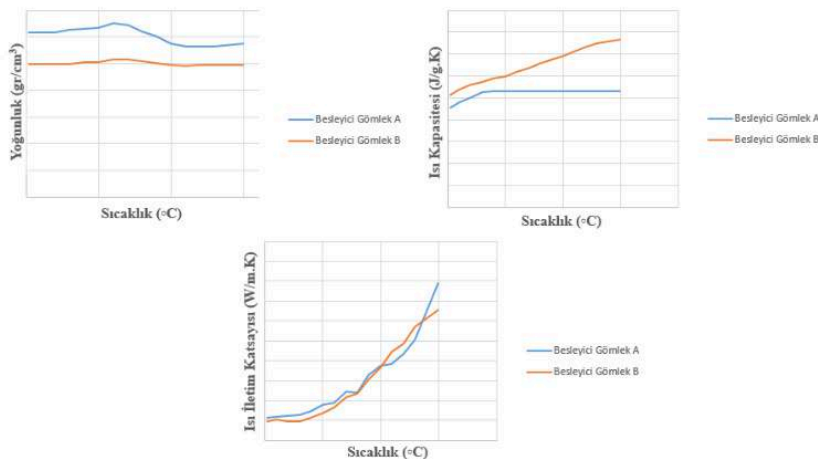 Yoğunluk (gr/cm³)
Besleyici Gömlek A
Besleyici Gömlek B
Sıcaklık (◦C)
Isı Kapasitesi (J/g.K)
Besleyici Gömlek A
Besleyici Gömlek B
Sıcaklık (◦C)
Isı İletim Katsayısı (W/m.K)
Besleyici Gömlek A
Besleyici Gömlek B
Sıcaklık (◦C)